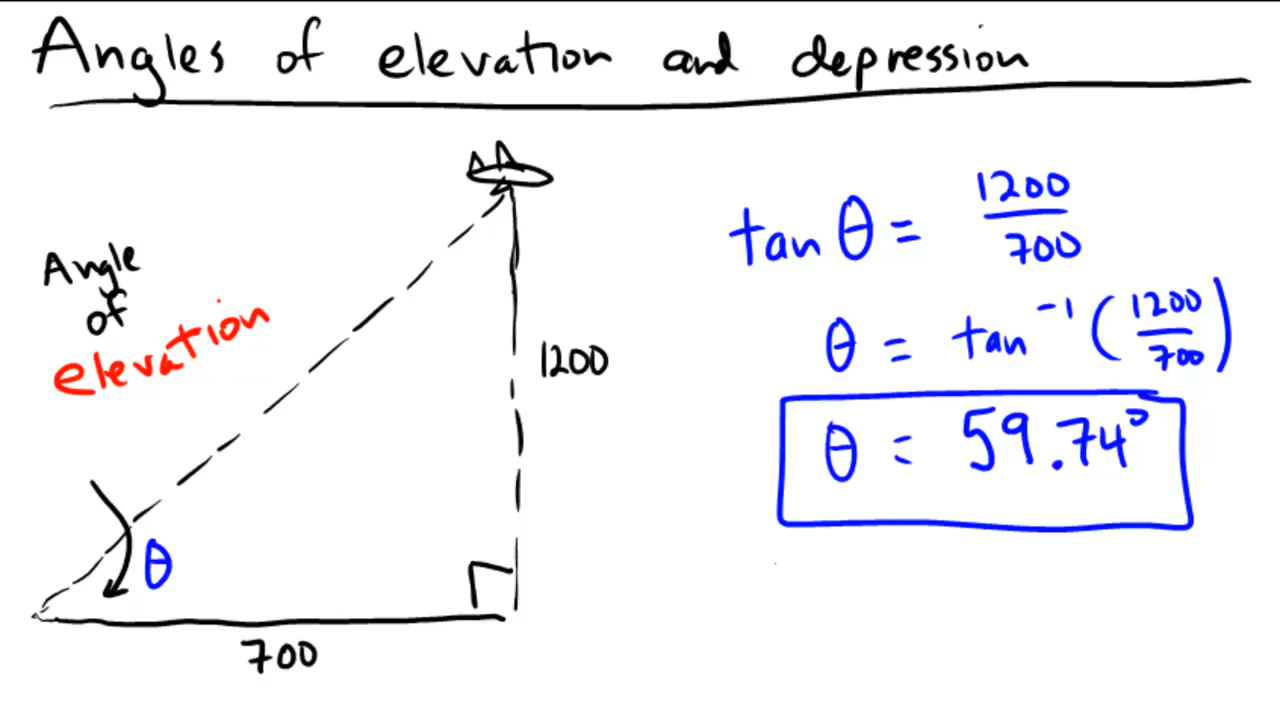 Angles of elevation and depression
Angle
of
elevation
θ
700
1200
tan θ = 1200/700
θ = tan⁻¹ (1200/700)
θ = 59.74°